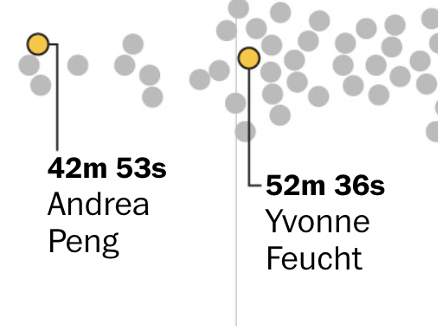 42m 53s
Andrea
Peng
52m 36s
Yvonne
Feucht